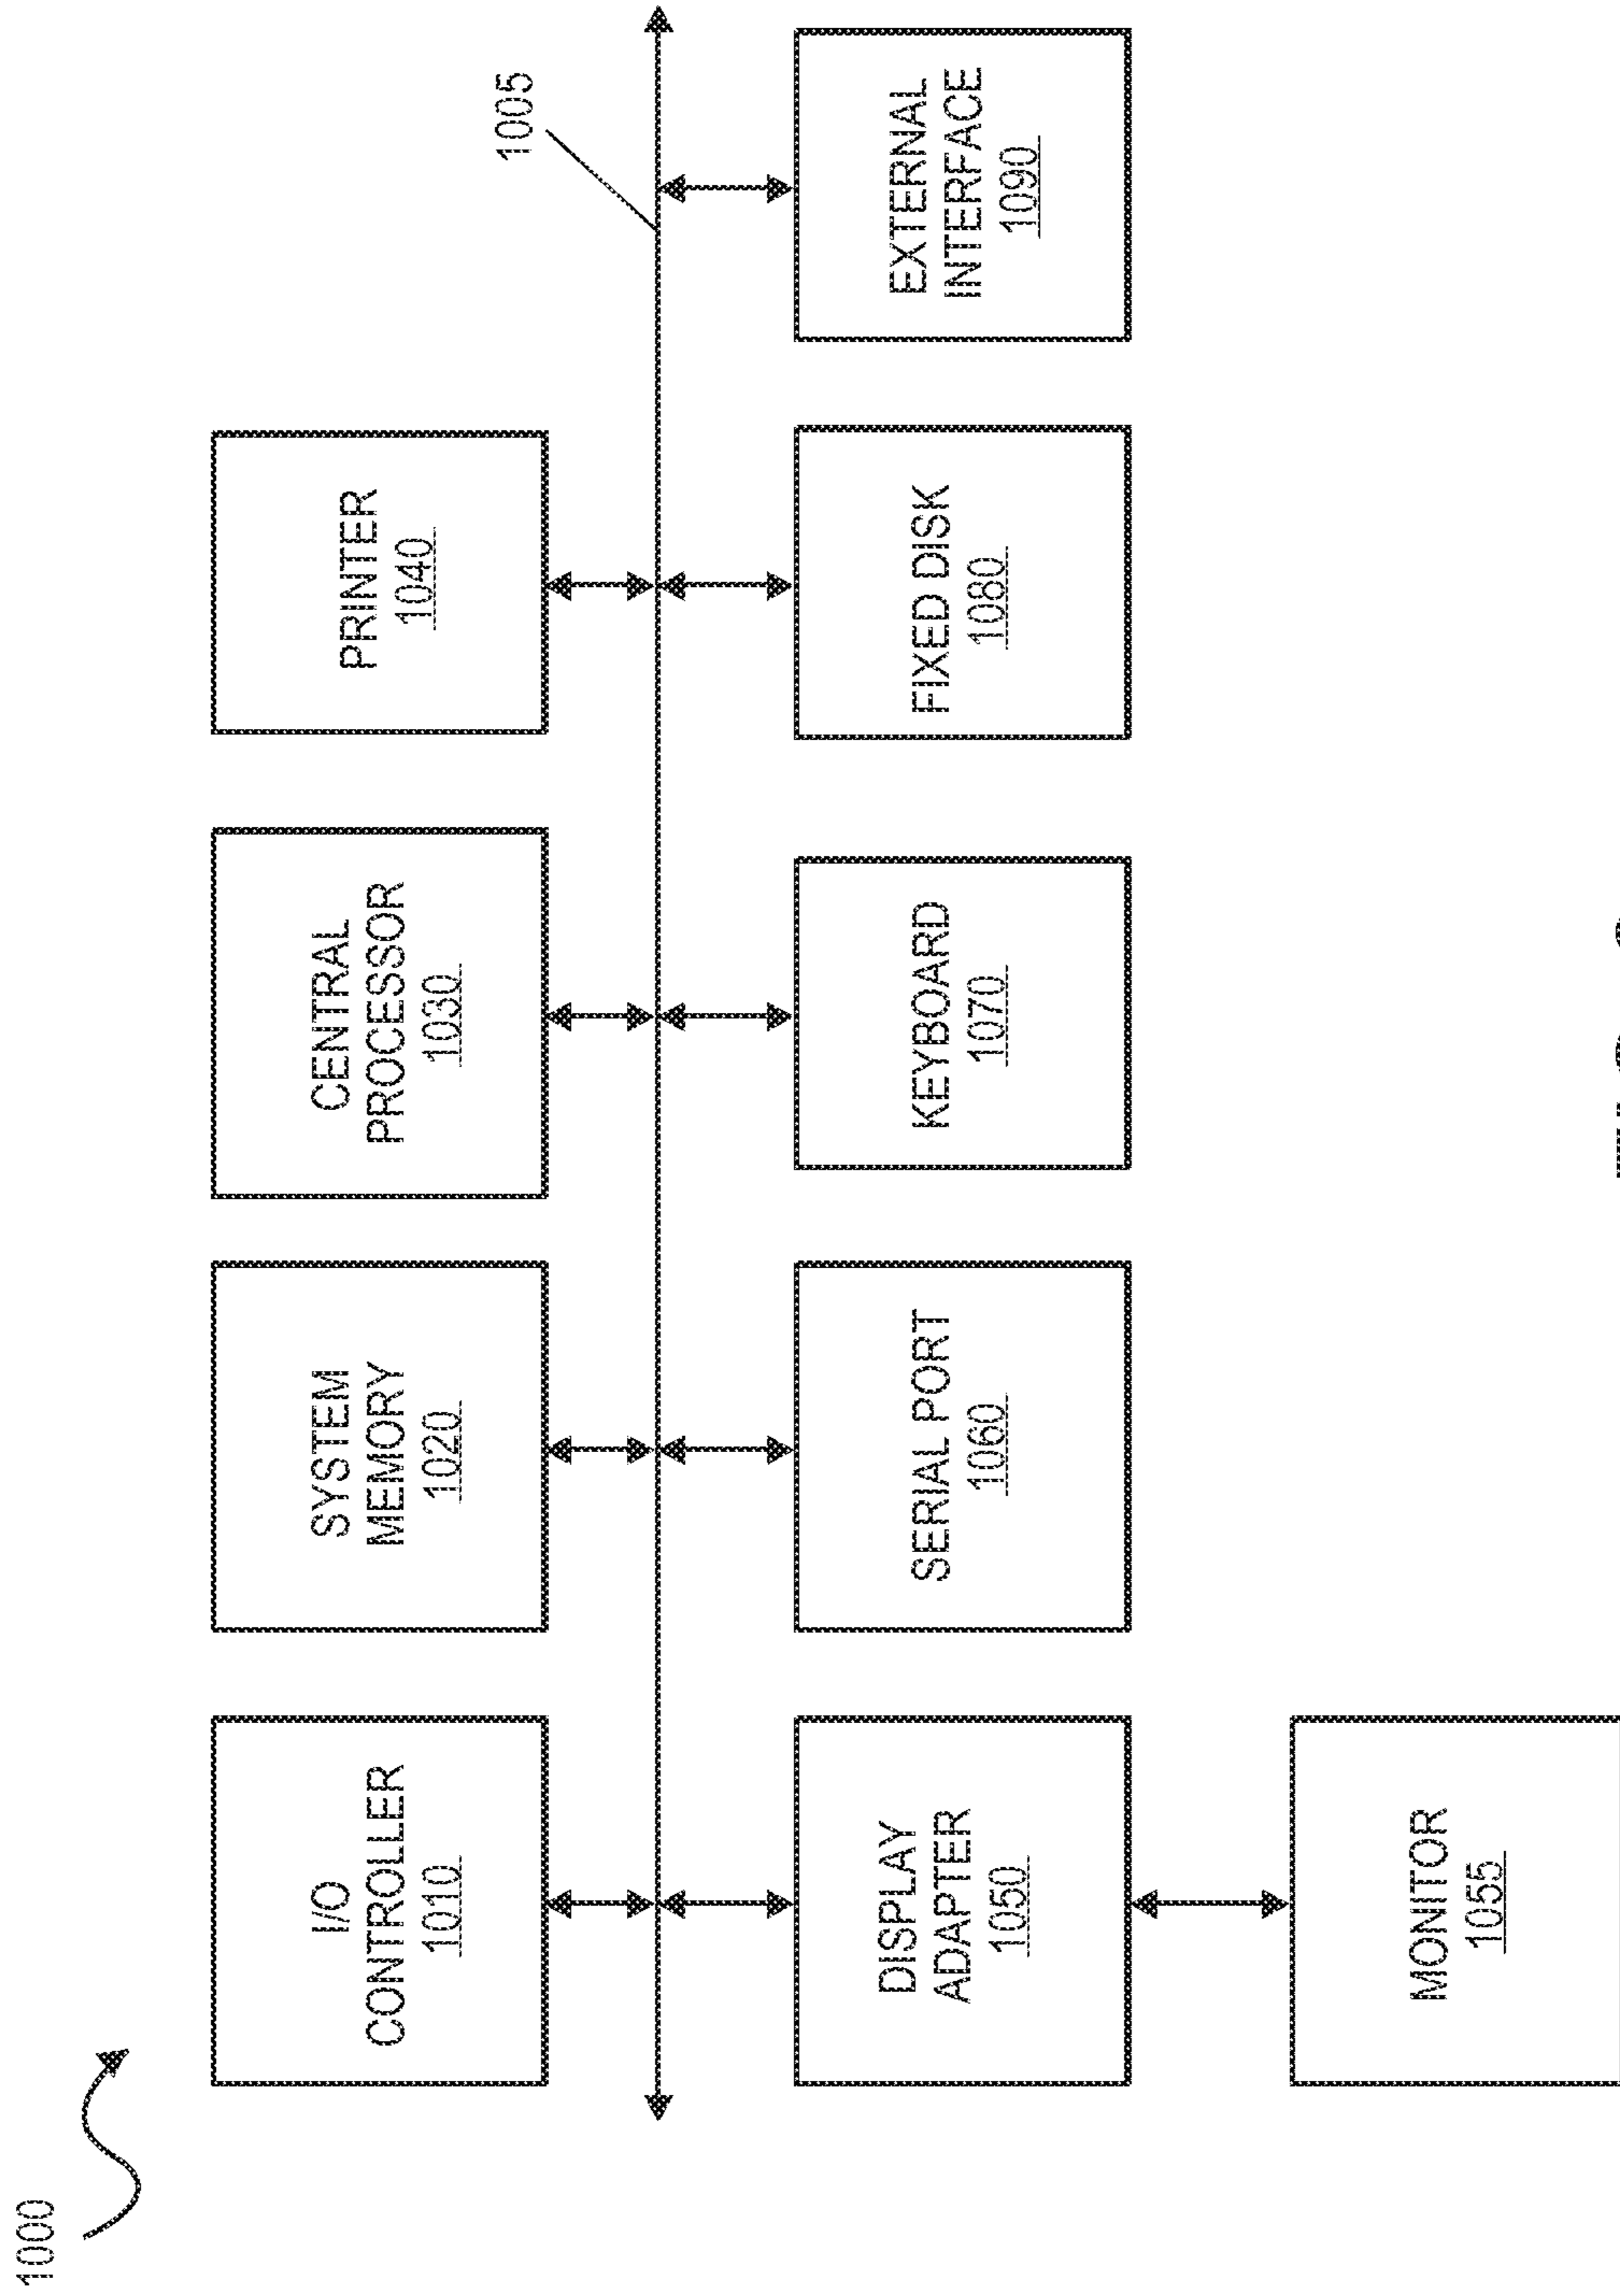 1000
I/O
CONTROLLER
1010
SYSTEM
MEMORY
1020
CENTRAL
PROCESSOR
1030
PRINTER
1040
1005
DISPLAY
ADAPTER
1050
SERIAL PORT
1060
KEYBOARD
1070
FIXED DISK
1080
EXTERNAL
INTERFACE
1090
MONITOR
1055